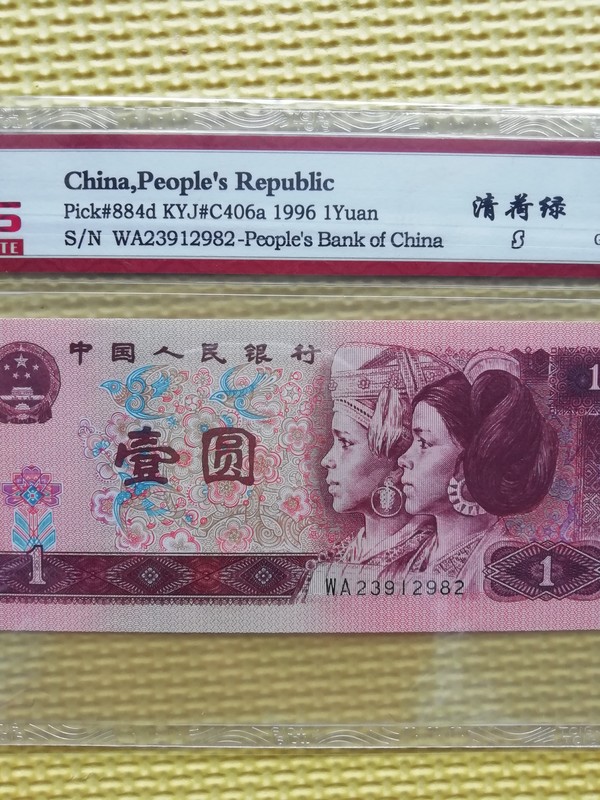 China,People's Republic
Pick#884d KYJ#C406a 1996 1Yuan
S/N WA23912982-People's Bank of China
清荷绿
S
中国人民银行
壹圆
1
1
1
WA23912982